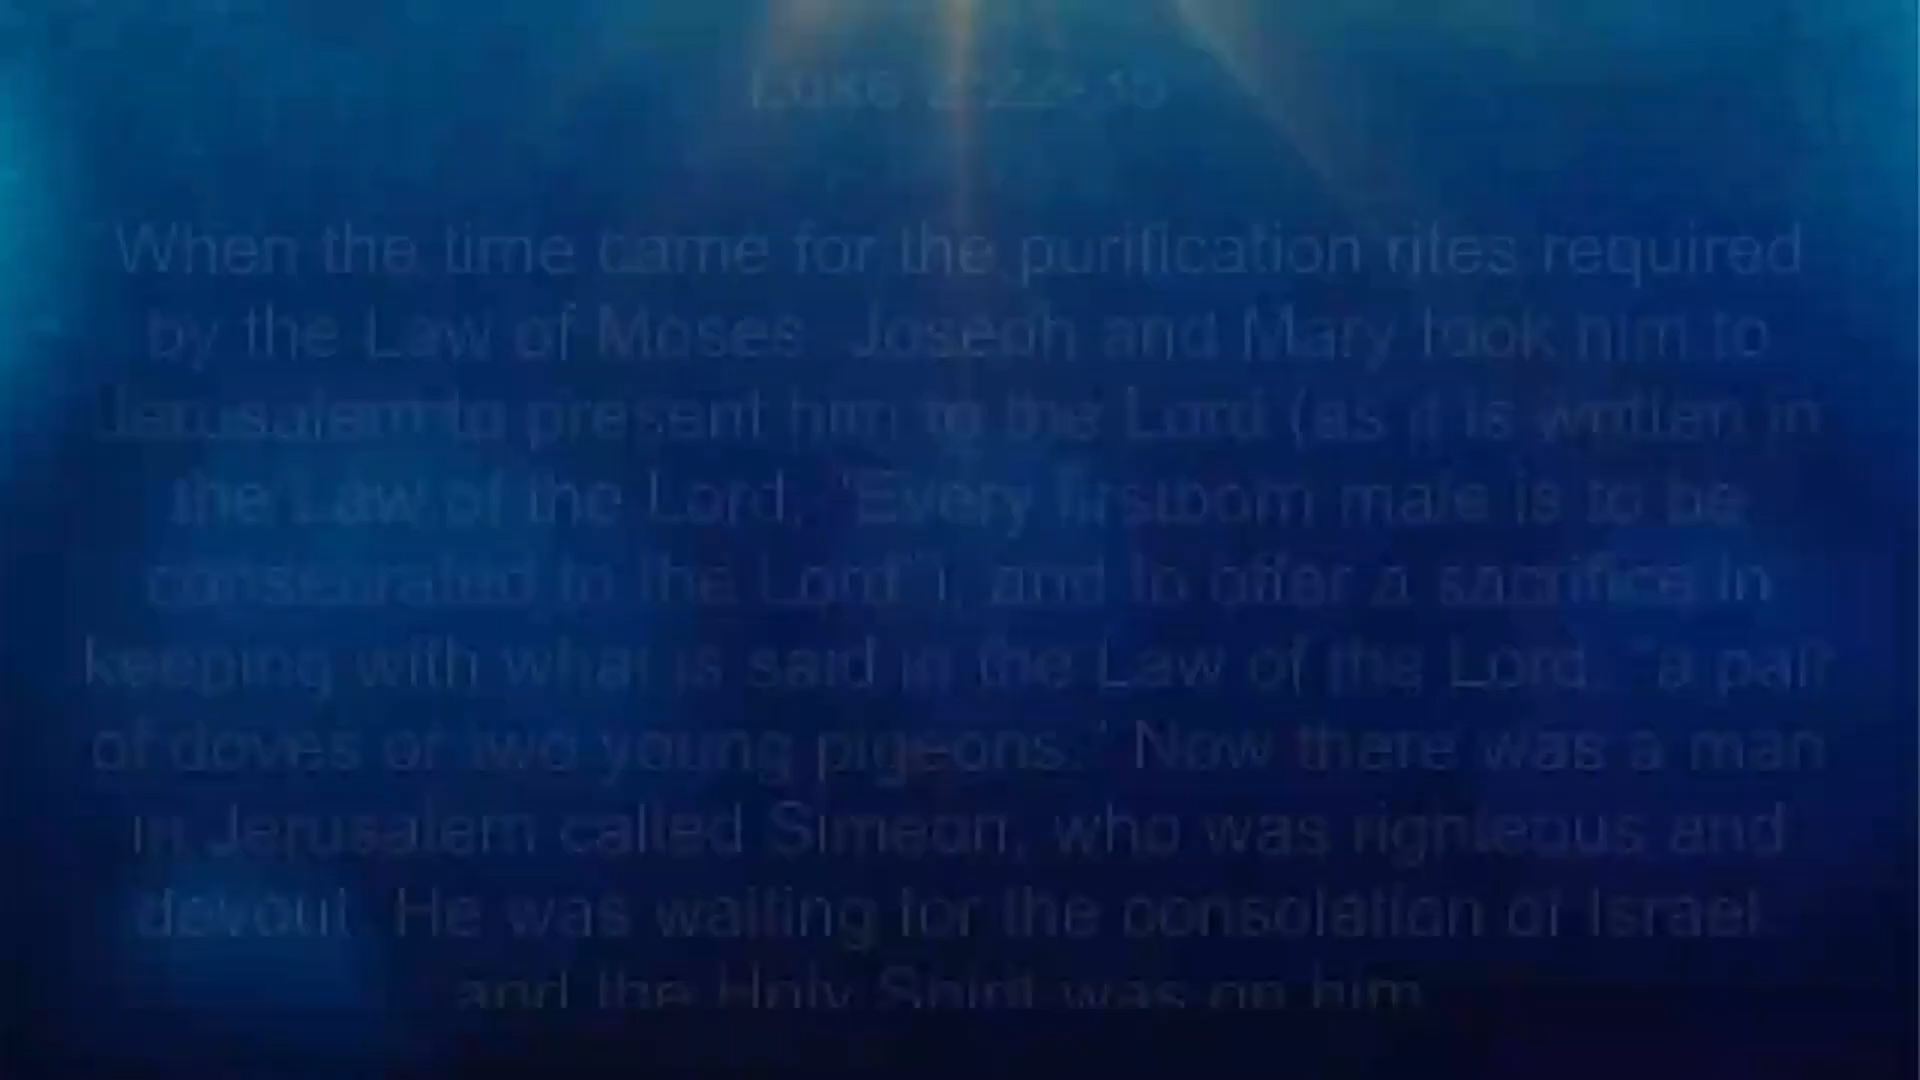 Luke 2:22-35
When the time came for the purification rites required
by the Law of Moses, Joseph and Mary took him to
Jerusalem to present him to the Lord (as it is written in
the Law of the Lord, "Every firstborn male is to be
consecrated to the Lord"), and to offer a sacrifice in
keeping with what is said in the Law of the Lord: "a pair
of doves or two young pigeons." Now there was a man
in Jerusalem called Simeon, who was righteous and
devout. He was waiting for the consolation of Israel
and the Holy Spirit was on him